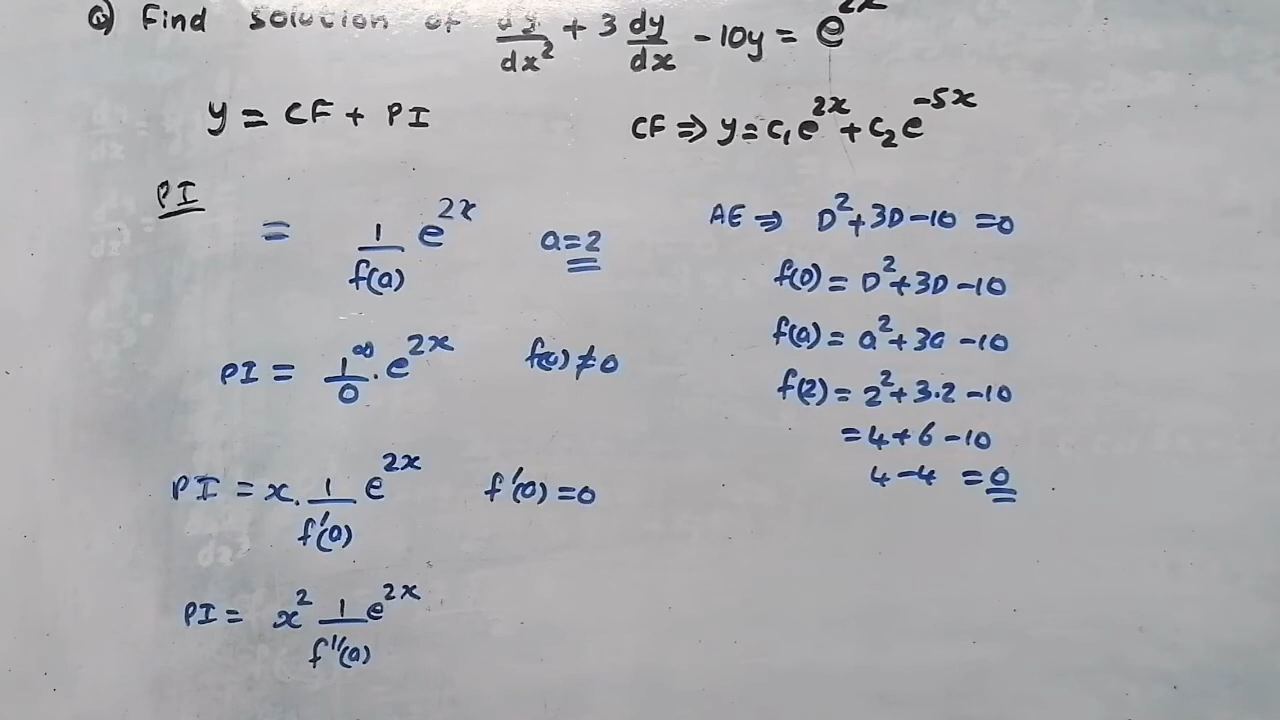 Q) Find solution of d²y/dx² + 3 dy/dx - 10y = e^2x
y = CF + PI
CF ⇒ y = c₁e^2x + c₂e^-5x
PI
= 1/f(a) e^2x a=2
PI = 1/0^∞ . e^2x f(a) ≠ 0
PI = x. 1/f'(a) e^2x f'(a) = 0
PI = x² 1/f''(a) e^2x
AE ⇒ D²+3D-10 = 0
f(D) = D²+3D-10
f(a) = a²+3a-10
f(2) = 2²+3.2-10
= 4+6-10
4-4 = 0